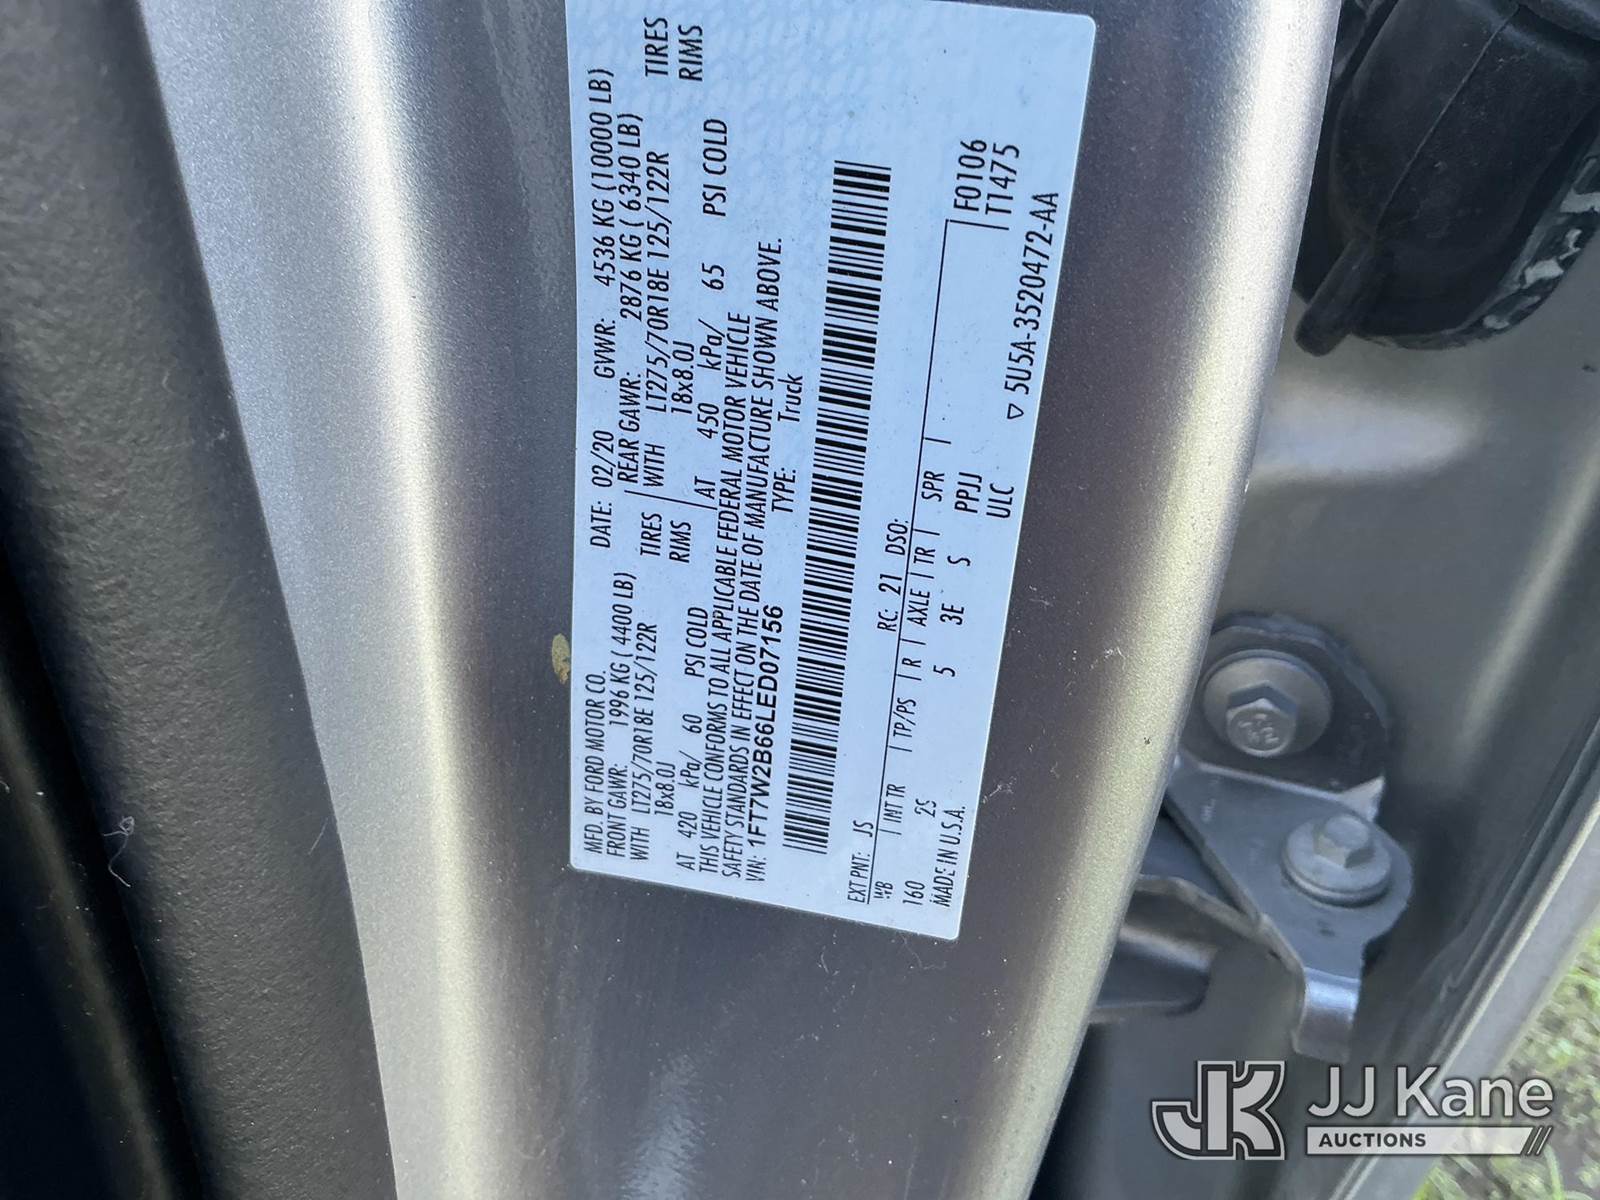 MFD. BY FORD MOTOR CO.
DATE: 02/20 GVWR: 4536 KG (10000 LB)
FRONT GAWR: 1996 KG ( 4400 LB)
REAR GAWR: 2876 KG ( 6340 LB)
WITH LT275/70R18E 125/122R TIRES
WITH LT275/70R18E 125/122R TIRES
18x8.0J RIMS
18x8.0J RIMS
AT 420 kPa/ 60 PSI COLD
AT 450 kPa/ 65 PSI COLD
THIS VEHICLE CONFORMS TO ALL APPLICABLE FEDERAL MOTOR VEHICLE
SAFETY STANDARDS IN EFFECT ON THE DATE OF MANUFACTURE SHOWN ABOVE.
VIN: 1FT7W2B66LED07156 TYPE: Truck
EXT PNT: JS RC: 21 DSO:
WB INT TR TP/PS R AXLE TR SPR
F0106
T1475
160 2S 5 3E S PPJJ
MADE IN U.S.A. ULC
▽ 5U5A-3520472-AA
JK JJ Kane
AUCTIONS